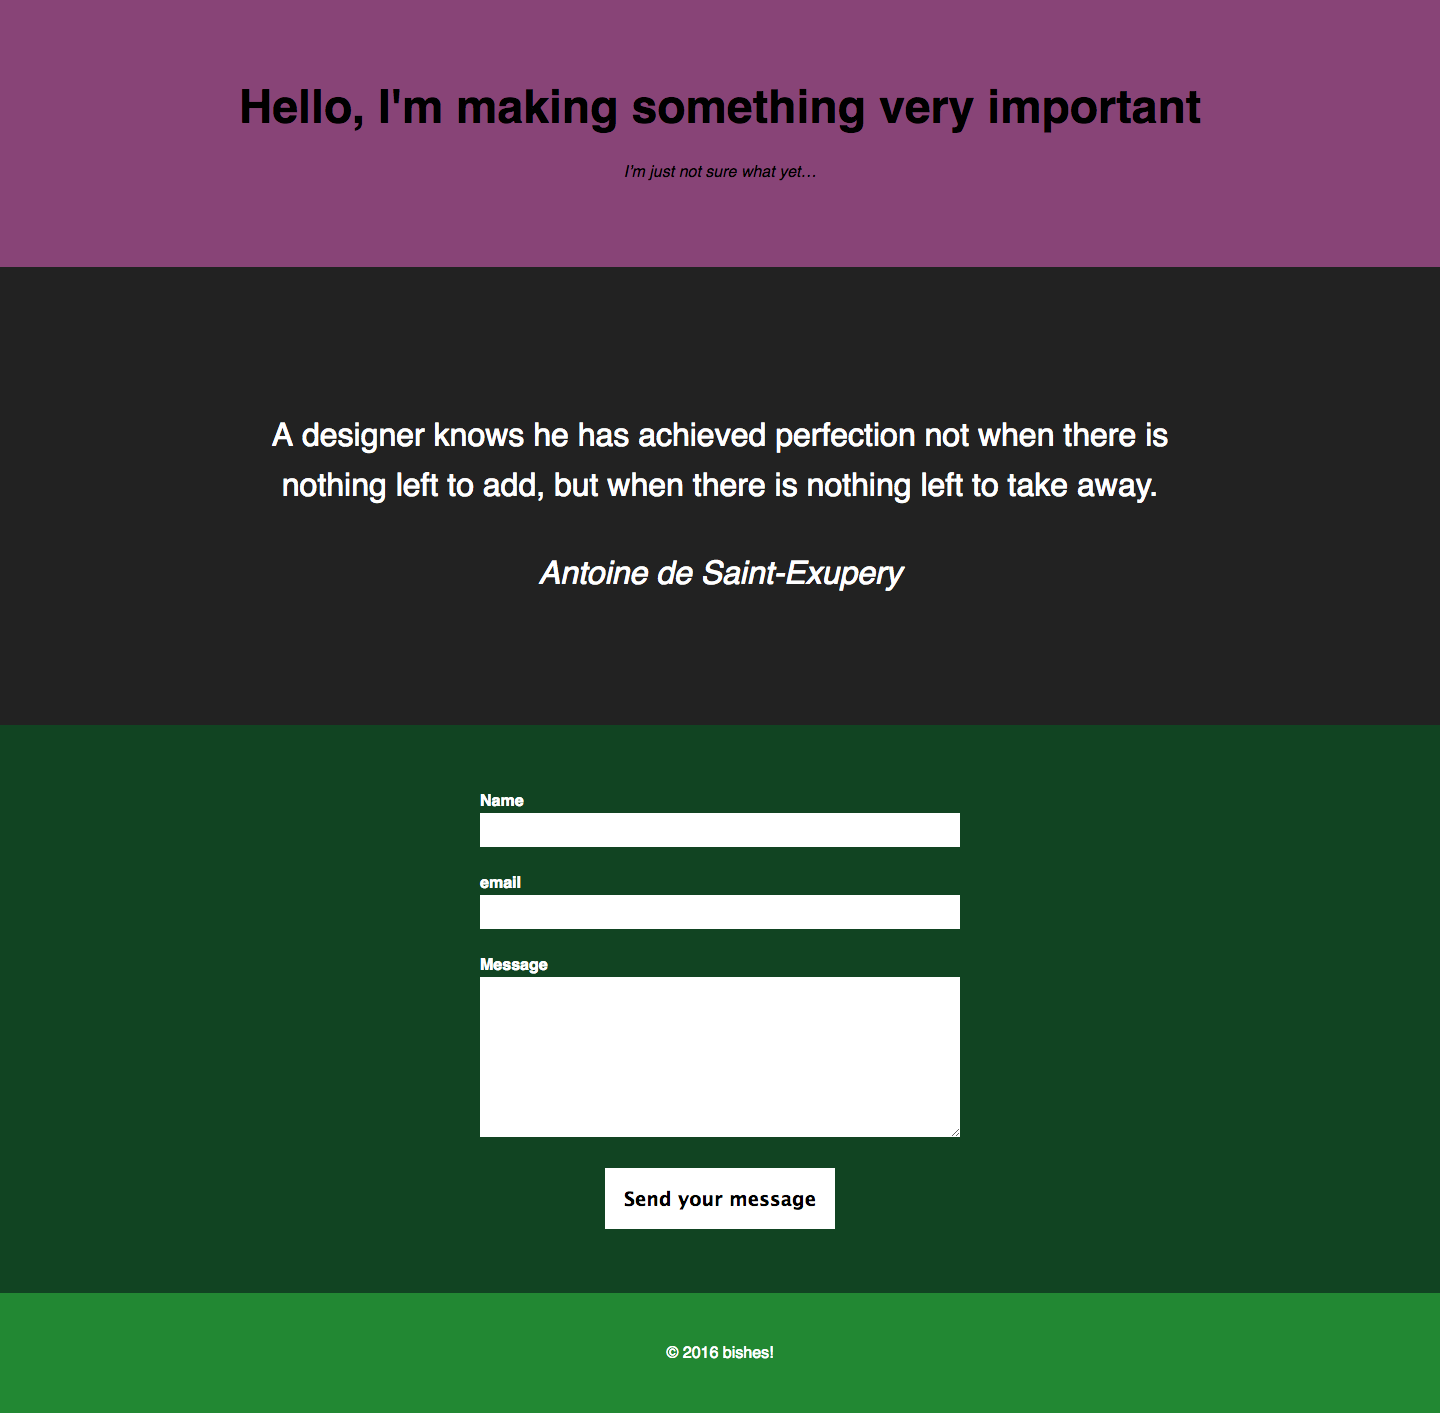 Hello, I'm making something very important
I'm just not sure what yet…
A designer knows he has achieved perfection not when there is
nothing left to add, but when there is nothing left to take away.
Antoine de Saint-Exupery
Name
email
Message
Send your message
© 2016 bishes!